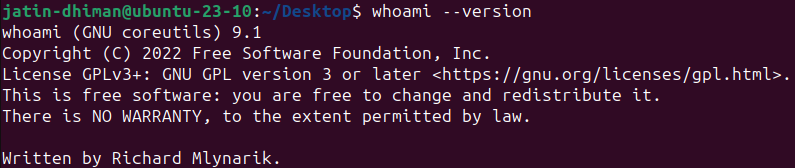 jatin-dhiman@ubuntu-23-10:~/Desktop$ whoami --version
whoami (GNU coreutils) 9.1
Copyright (C) 2022 Free Software Foundation, Inc.
License GPLv3+: GNU GPL version 3 or later <https://gnu.org/licenses/gpl.html>.
This is free software: you are free to change and redistribute it.
There is NO WARRANTY, to the extent permitted by law.

Written by Richard Mlynarik.